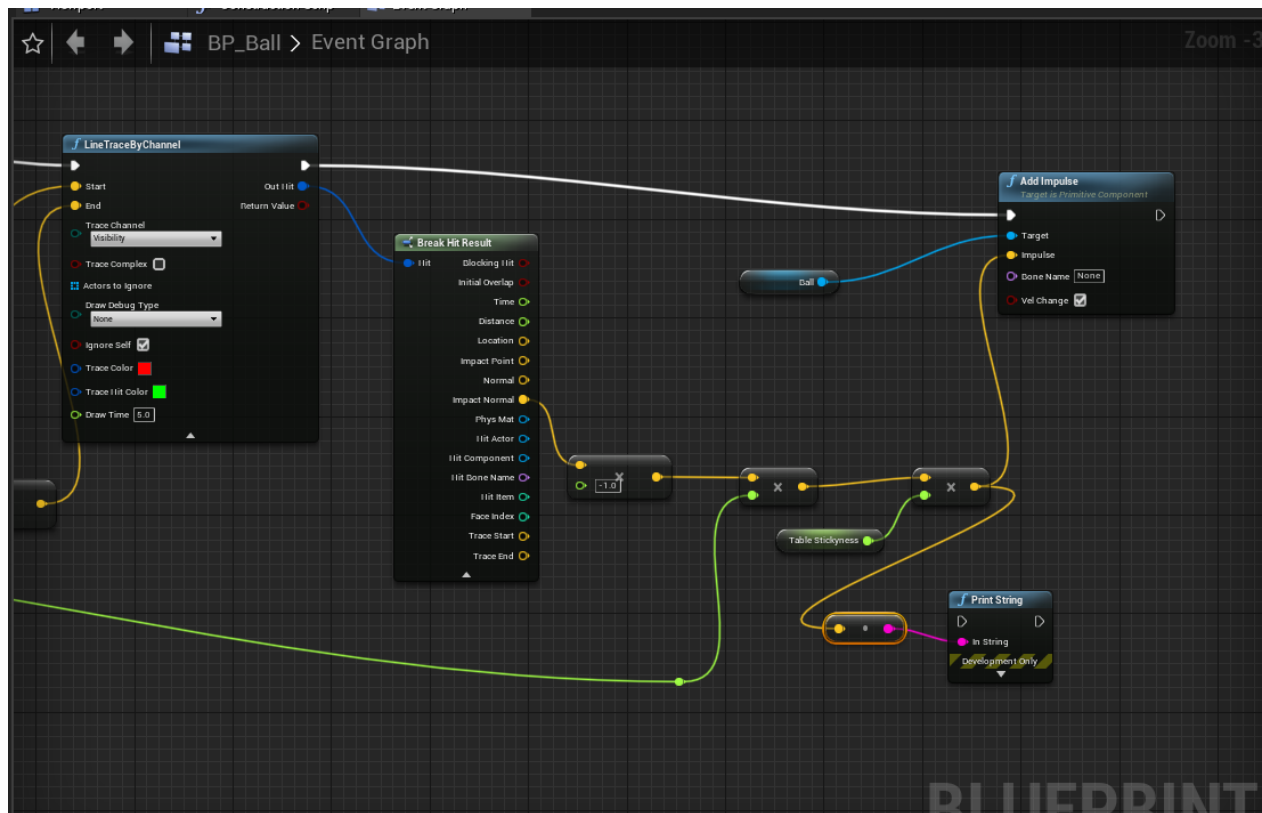 BP_Ball > Event Graph
Zoom -3
LineTraceByChannel
Start
Out Hit
End
Return Value
Trace Channel
Visibility
Trace Complex
Actors to Ignore
Draw Debug Type
None
Ignore Self
Trace Color
Trace Hit Color
Draw Time 5.0
Break Hit Result
Hit
Blocking Hit
Initial Overlap
Time
Distance
Location
Impact Point
Normal
Impact Normal
Phys Mat
Hit Actor
Hit Component
Hit Bone Name
Hit Item
Face Index
Trace Start
Trace End
-1.0
Ball
Table Stickyness
Add Impulse
Target is Primitive Component
Target
Impulse
Bone Name None
Vel Change
Print String
In String
Development Only
BLUEPRINT